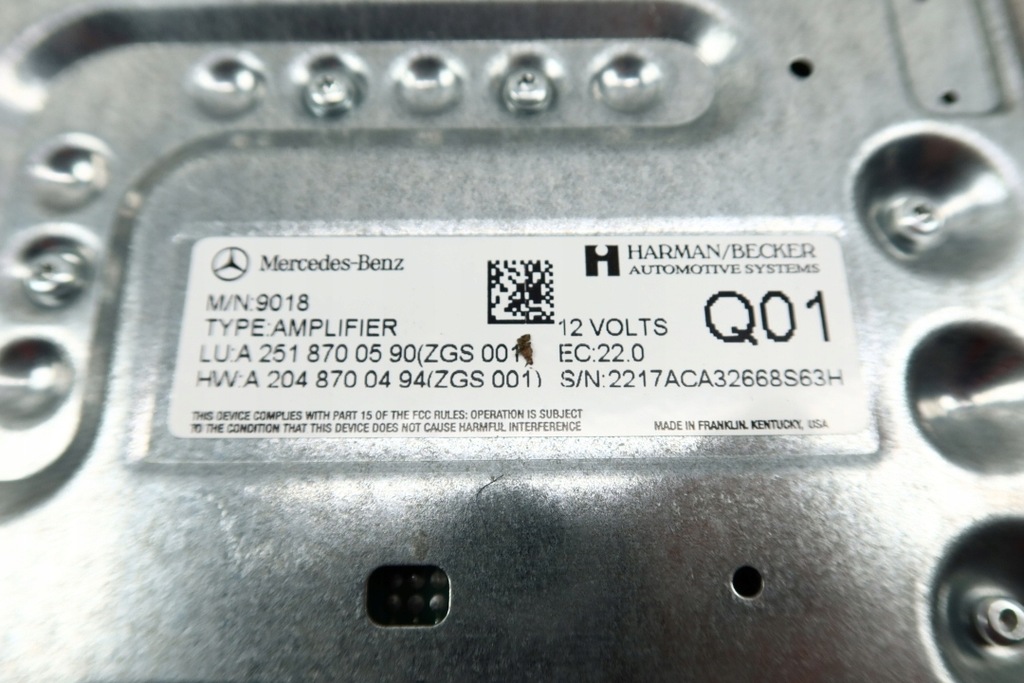 Mercedes-Benz
HARMAN/BECKER
AUTOMOTIVE SYSTEMS
M/N:9018
Q01
TYPE:AMPLIFIER
12 VOLTS
LU:A 251 870 05 90(ZGS 001
EC:22.0
HW:A 204 870 04 94(ZGS 001)
S/N:2217ACA32668S63H
THIS DEVICE COMPLIES WITH PART 15 OF THE FCC RULES: OPERATION IS SUBJECT
TO THE CONDITION THAT THIS DEVICE DOES NOT CAUSE HARMFUL INTERFERENCE
MADE IN FRANKLIN, KENTUCKY, USA